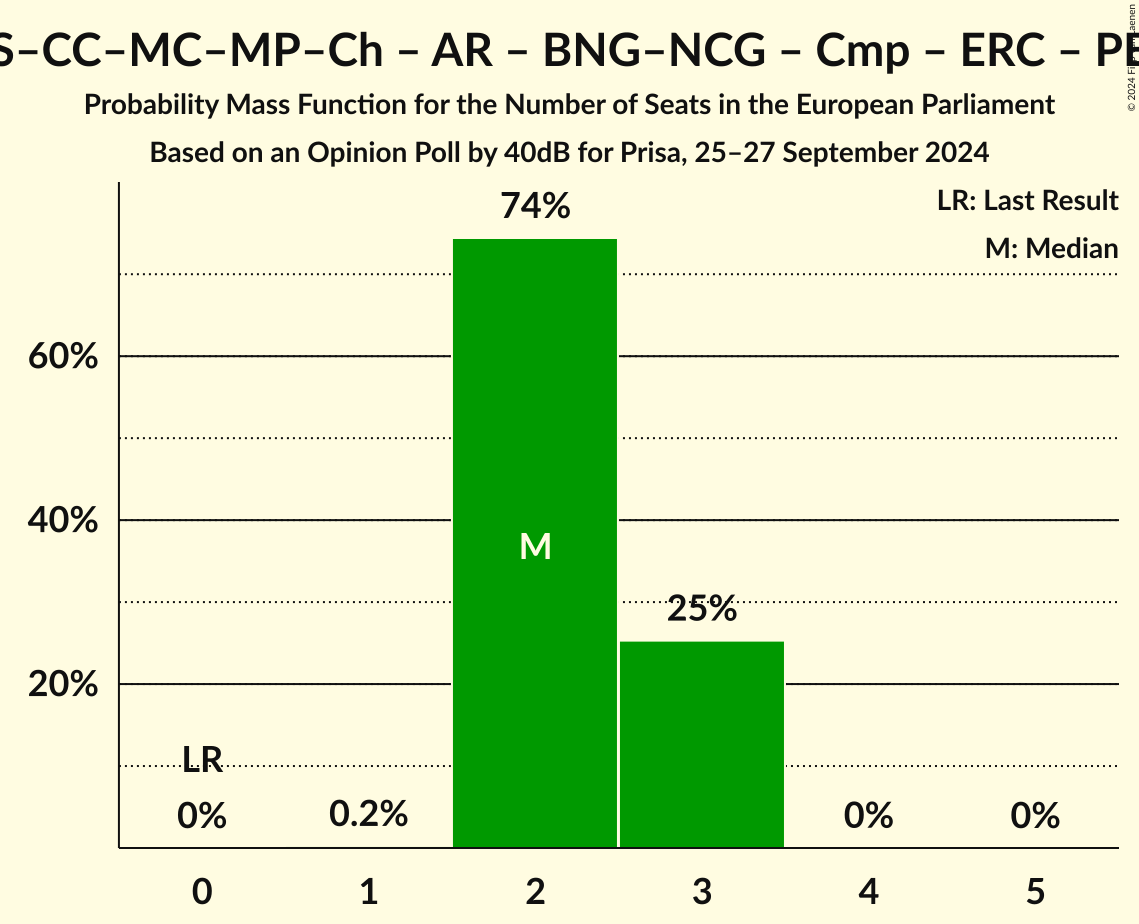 S–CC–MC–MP–Ch – AR – BNG–NCG – Cmp – ERC – PE
Probability Mass Function for the Number of Seats in the European Parliament
Based on an Opinion Poll by 40dB for Prisa, 25–27 September 2024
LR: Last Result
M: Median
74%
60%
40%
M
25%
20%
LR
0%
0.2%
0%
0%
0 1 2 3 4 5
© 2024